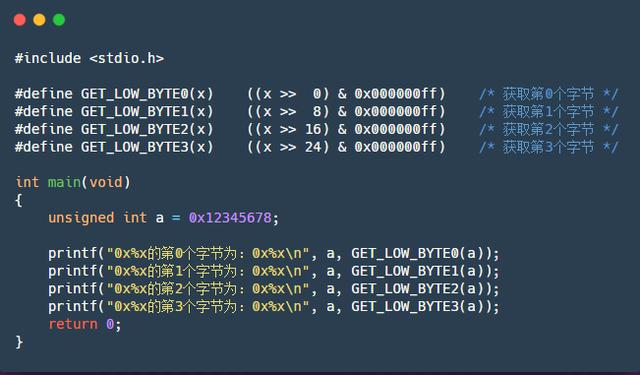 #include <stdio.h>
#define GET_LOW_BYTE0(x)    ((x >>  0) & 0x000000ff)    /* 获取第0个字节 */
#define GET_LOW_BYTE1(x)    ((x >>  8) & 0x000000ff)    /* 获取第1个字节 */
#define GET_LOW_BYTE2(x)    ((x >> 16) & 0x000000ff)    /* 获取第2个字节 */
#define GET_LOW_BYTE3(x)    ((x >> 24) & 0x000000ff)    /* 获取第3个字节 */
int main(void)
{
    unsigned int a = 0x12345678;
    printf("0x%x的第0个字节为：0x%x\n", a, GET_LOW_BYTE0(a));
    printf("0x%x的第1个字节为：0x%x\n", a, GET_LOW_BYTE1(a));
    printf("0x%x的第2个字节为：0x%x\n", a, GET_LOW_BYTE2(a));
    printf("0x%x的第3个字节为：0x%x\n", a, GET_LOW_BYTE3(a));
    return 0;
}